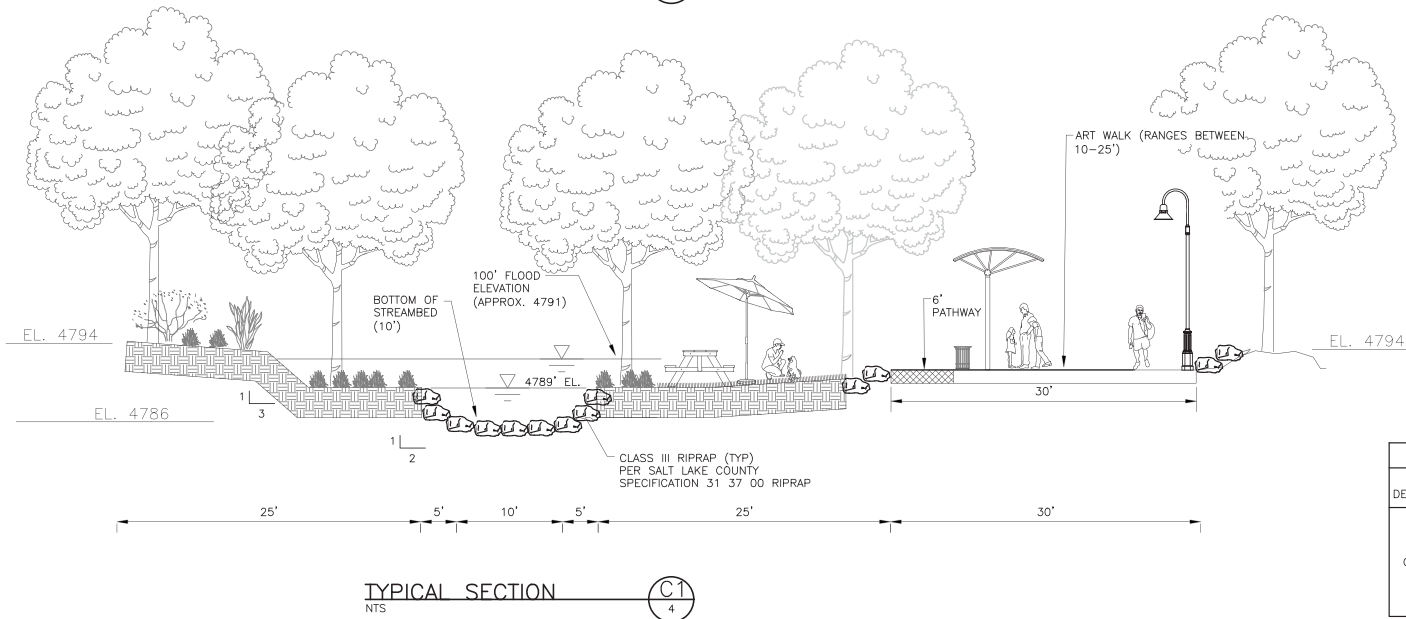 ART WALK (RANGES BETWEEN
10-25')
100' FLOOD
ELEVATION
(APPROX. 4791)
BOTTOM OF
STREAMBED
(10')
6'
PATHWAY
EL. 4794
EL. 4794
4789' EL.
1
3
EL. 4786
30'
1
2
CLASS III RIPRAP (TYP)
PER SALT LAKE COUNTY
SPECIFICATION 31 37 00 RIPRAP
25'
5'
10'
5'
25'
30'
TYPICAL SECTION
NTS
C1
4